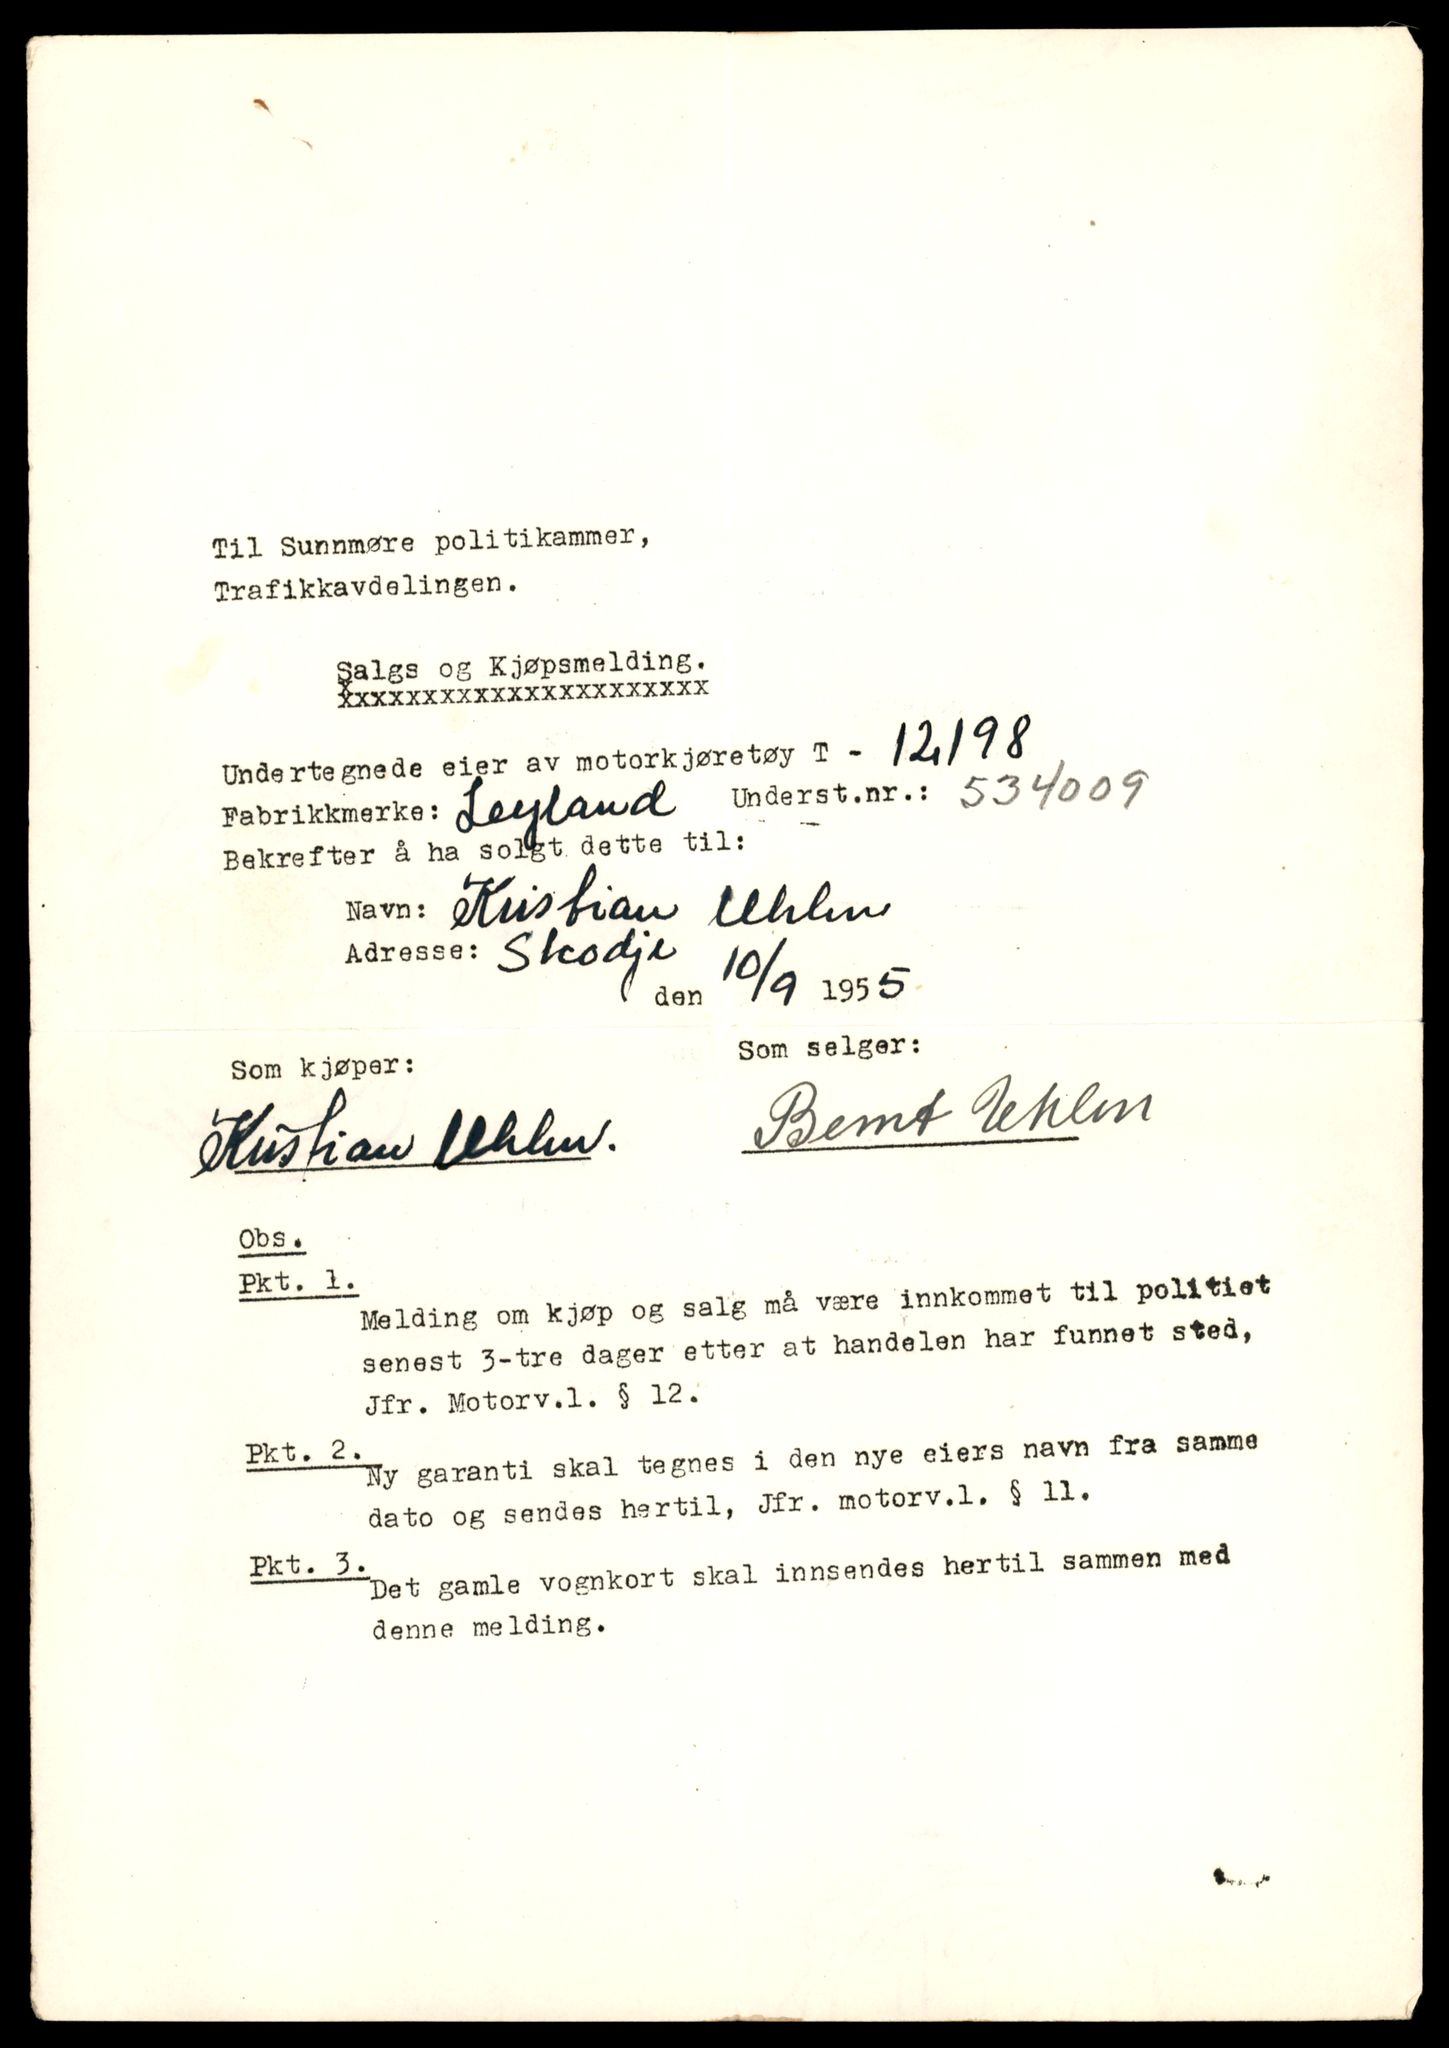 Til Sunnmøre politikammer,
Trafikkavdelingen.
Salgs og Kjøpsmelding.
xxxxxxxxxxxxxxxxxxxxxx
Undertegnede eier av motorkjøretøy T - 12198
Fabrikkmerke: Leyland Underst.nr.: 534009
Bekrefter å ha solgt dette til:
Navn: Kristian Uhlen
Adresse: Skodje
den 10/9 1955
Som kjøper: Som selger:
Kristian Uhlen. Bernt Uhlen
Obs.
Pkt. 1.
Melding om kjøp og salg må være innkommet til politiet
senest 3-tre dager etter at handelen har funnet sted,
Jfr. Motorv.l. § 12.
Pkt. 2.
Ny garanti skal tegnes i den nye eiers navn fra samme
dato og sendes hertil, Jfr. motorv.l. § 11.
Pkt. 3.
Det gamle vognkort skal innsendes hertil sammen med
denne melding.